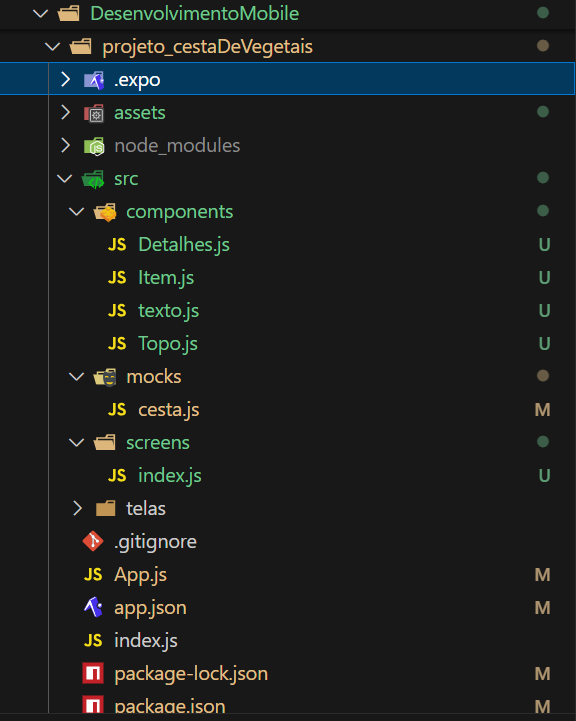 DesenvolvimentoMobile
projeto_cestaDeVegetais
.expo
assets
node_modules
src
components
JS Detalhes.js U
JS Item.js U
JS texto.js U
JS Topo.js U
mocks
JS cesta.js M
screens
JS index.js U
telas
.gitignore
JS App.js M
app.json M
JS index.js
package-lock.json M
package.json M